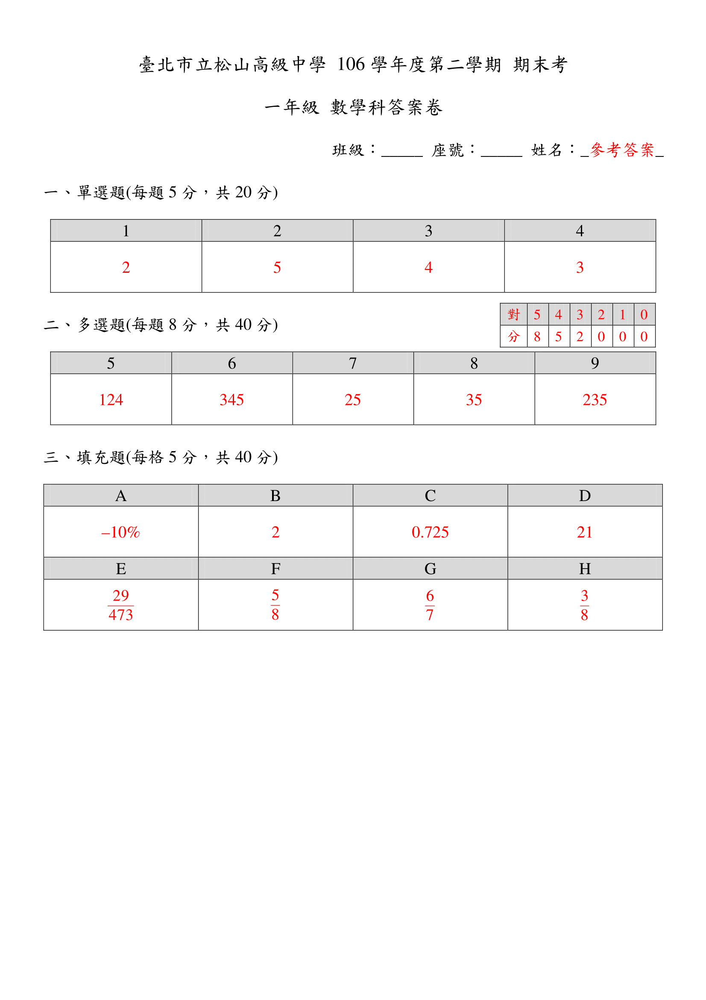 臺北市立松山高級中學 106 學年度第二學期 期末考
一年級 數學科答案卷
班級：_____ 座號：_____ 姓名：_參考答案_
一、單選題(每題 5 分，共 20 分)
1 2 3 4
2 5 4 3
二、多選題(每題 8 分，共 40 分)
對 5 4 3 2 1 0
分 8 5 2 0 0 0
5 6 7 8 9
124 345 25 35 235
三、填充題(每格 5 分，共 40 分)
A B C D
–10% 2 0.725 21
E F G H
29/473 5/8 6/7 3/8